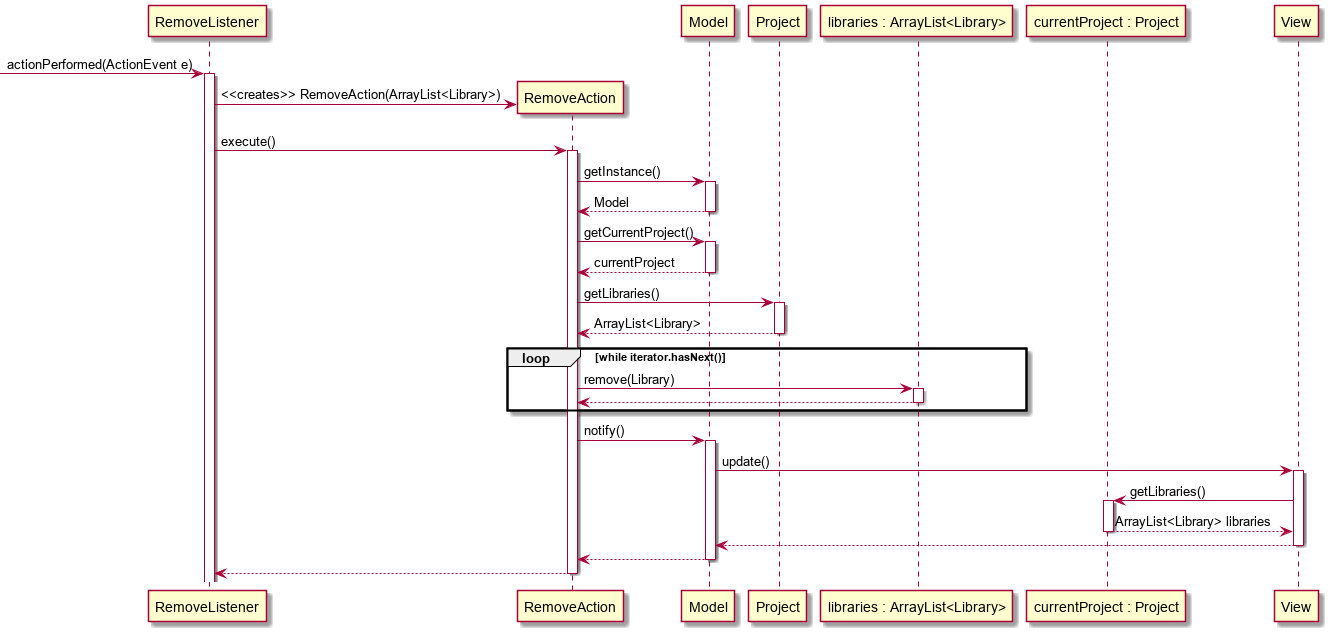 RemoveListener
Model
Project
libraries : ArrayList<Library>
currentProject : Project
View
actionPerformed(ActionEvent e)
<<creates>> RemoveAction(ArrayList<Library>)
RemoveAction
execute()
getInstance()
Model
getCurrentProject()
currentProject
getLibraries()
ArrayList<Library>
loop
[while iterator.hasNext()]
remove(Library)
notify()
update()
getLibraries()
ArrayList<Library> libraries
RemoveListener
RemoveAction
Model
Project
libraries : ArrayList<Library>
currentProject : Project
View